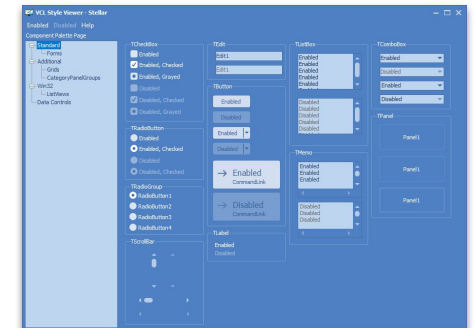 VCL Style Viewer - Stellar
Enabled Disabled Help
Component Palette Page
Standard
Forms
Additional
Grids
CategoryPanelGroups
Win32
ListViews
Data Controls
TCheckBox
Enabled
Enabled, Checked
Enabled, Grayed
Disabled
Disabled, Checked
Disabled, Grayed
TRadioButton
Enabled
Enabled, Checked
Disabled
Disabled, Checked
TRadioGroup
RadioButton1
RadioButton2
RadioButton3
RadioButton4
TScrollBar
TEdit
Edit1
Edit1
TButton
Enabled
Disabled
Enabled
Disabled
Enabled
CommandLink
Disabled
CommandLink
TLabel
Enabled
Disabled
TListBox
Enabled
Enabled
Enabled
Enabled
Disabled
Disabled
Disabled
Disabled
TMemo
Enabled
Enabled
Enabled
Disabled
Disabled
Disabled
TComboBox
Enabled
Disabled
Enabled
Disabled
TPanel
Panel1
Panel1
Panel1